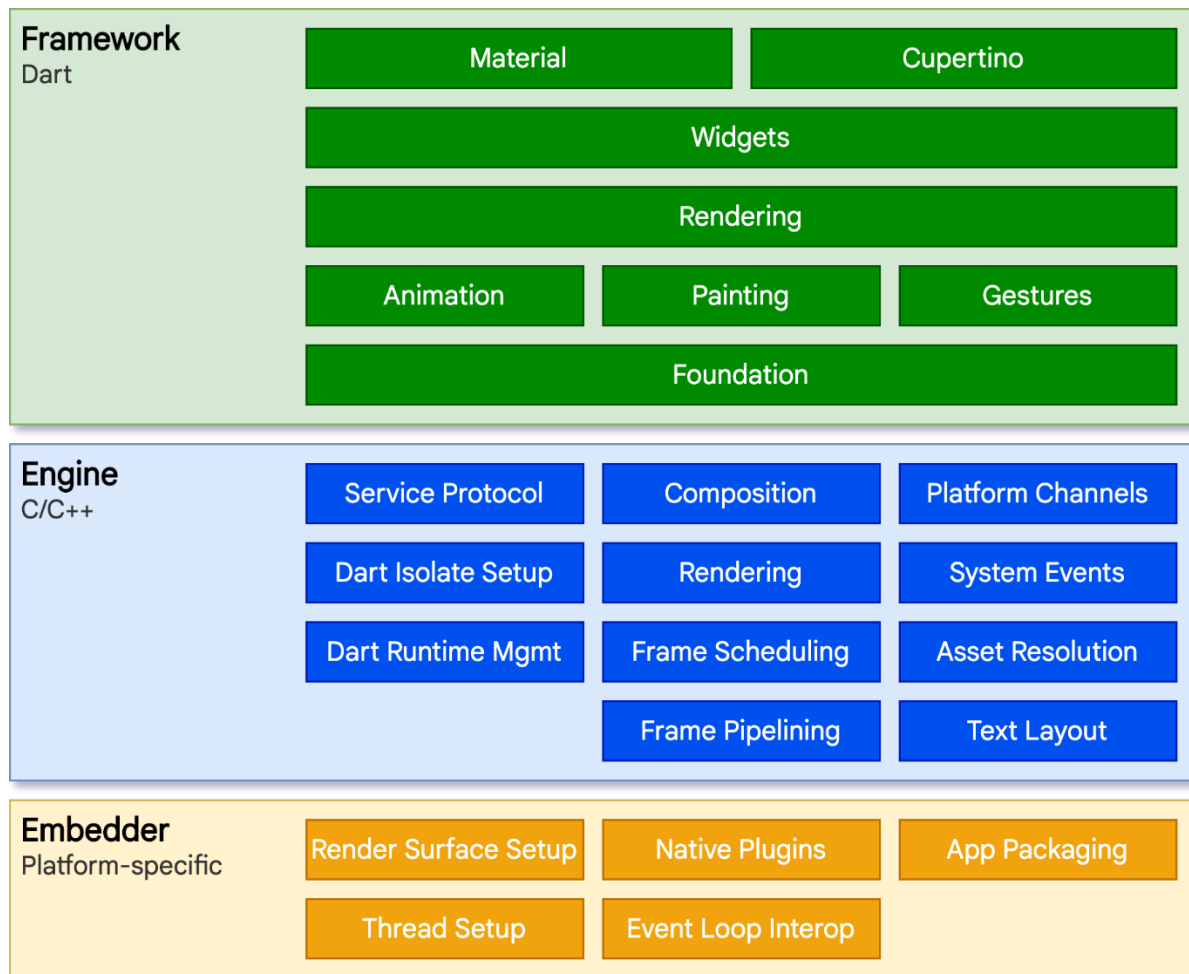 Framework
Dart
Material
Cupertino
Widgets
Rendering
Animation
Painting
Gestures
Foundation
Engine
C/C++
Service Protocol
Composition
Platform Channels
Dart Isolate Setup
Rendering
System Events
Dart Runtime Mgmt
Frame Scheduling
Asset Resolution
Frame Pipelining
Text Layout
Embedder
Platform-specific
Render Surface Setup
Native Plugins
App Packaging
Thread Setup
Event Loop Interop